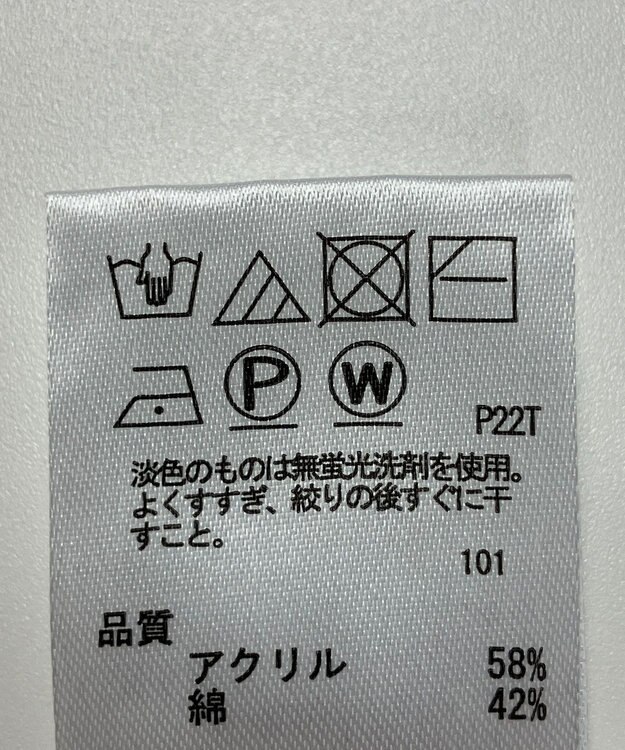 P W P22T
淡色のものは無蛍光洗剤を使用。
よくすすぎ、絞りの後すぐに干
すこと。
101
品質
アクリル 58%
綿 42%